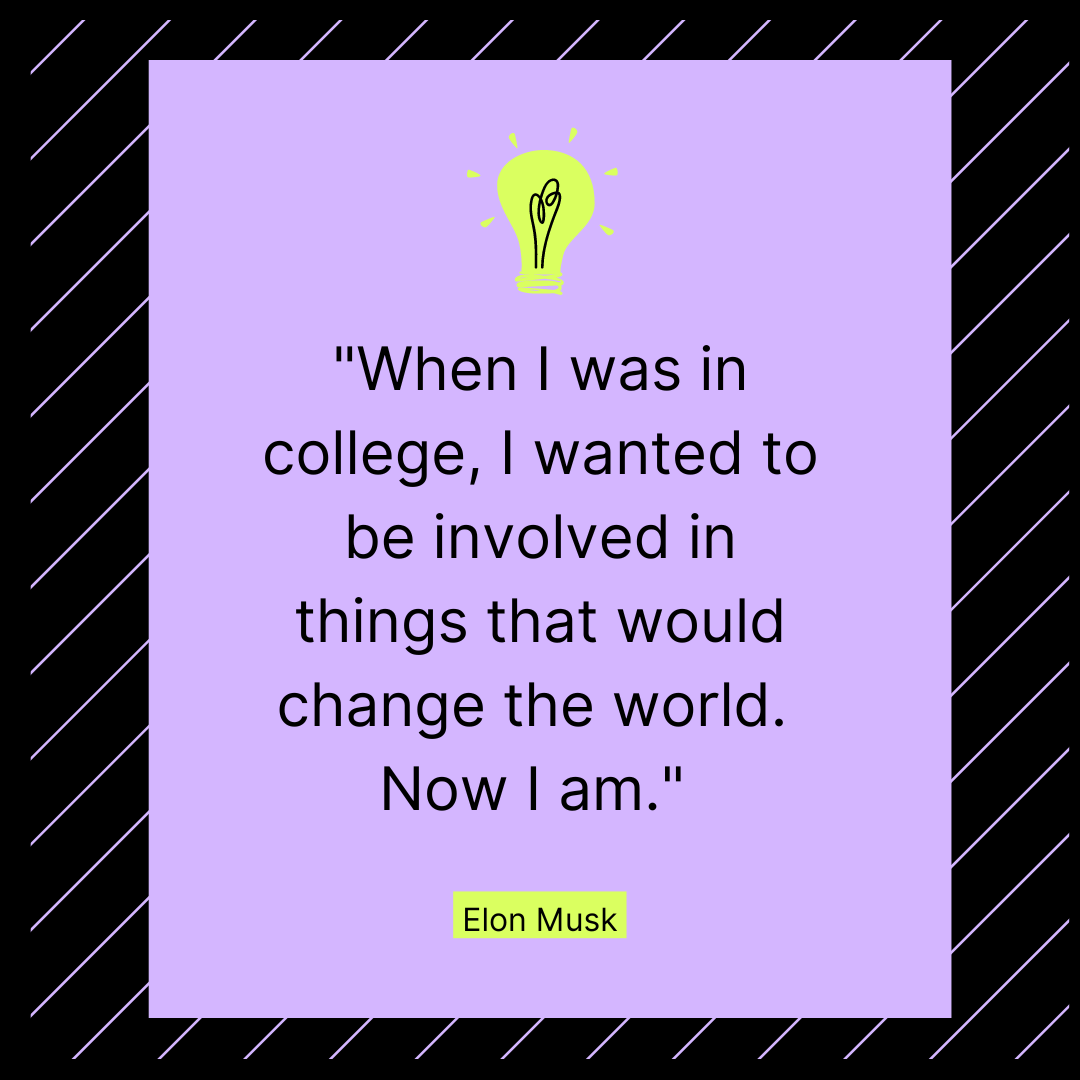 "When I was in
college, I wanted to
be involved in
things that would
change the world.
Now I am."
Elon Musk